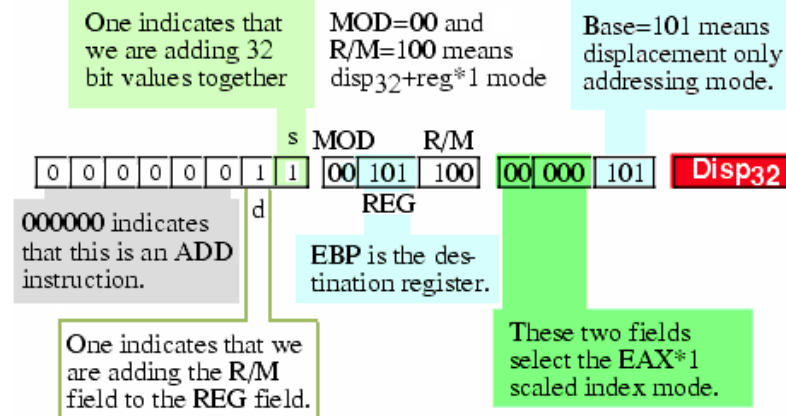 One indicates that
we are adding 32
bit values together
MOD=00 and
R/M=100 means
disp32+reg*1 mode
Base=101 means
displacement only
addressing mode.
s MOD R/M
0 0 0 0 0 0 1 1 00 101 100 00 000 101 Disp32
d REG
000000 indicates
that this is an ADD
instruction.
EBP is the des-
tination register.
One indicates that we
are adding the R/M
field to the REG field.
These two fields
select the EAX*1
scaled index mode.